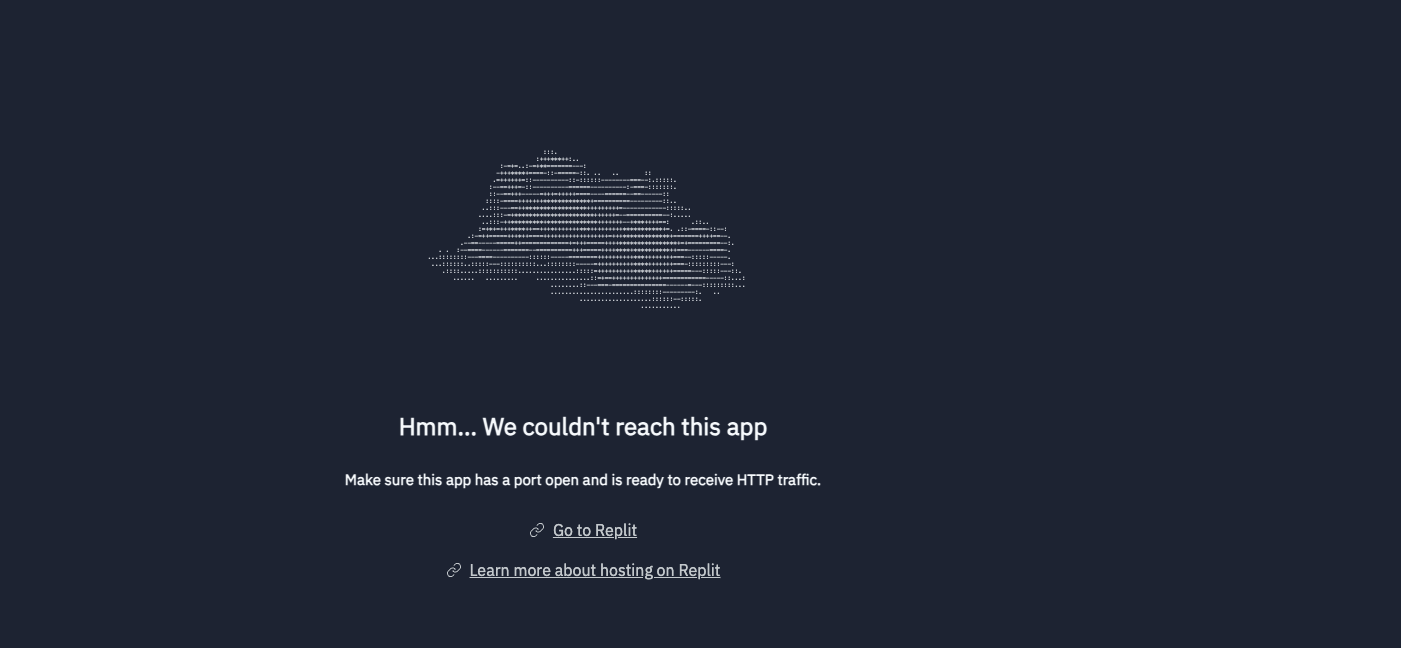 Hmm... We couldn't reach this app
Make sure this app has a port open and is ready to receive HTTP traffic.
Go to Replit
Learn more about hosting on Replit